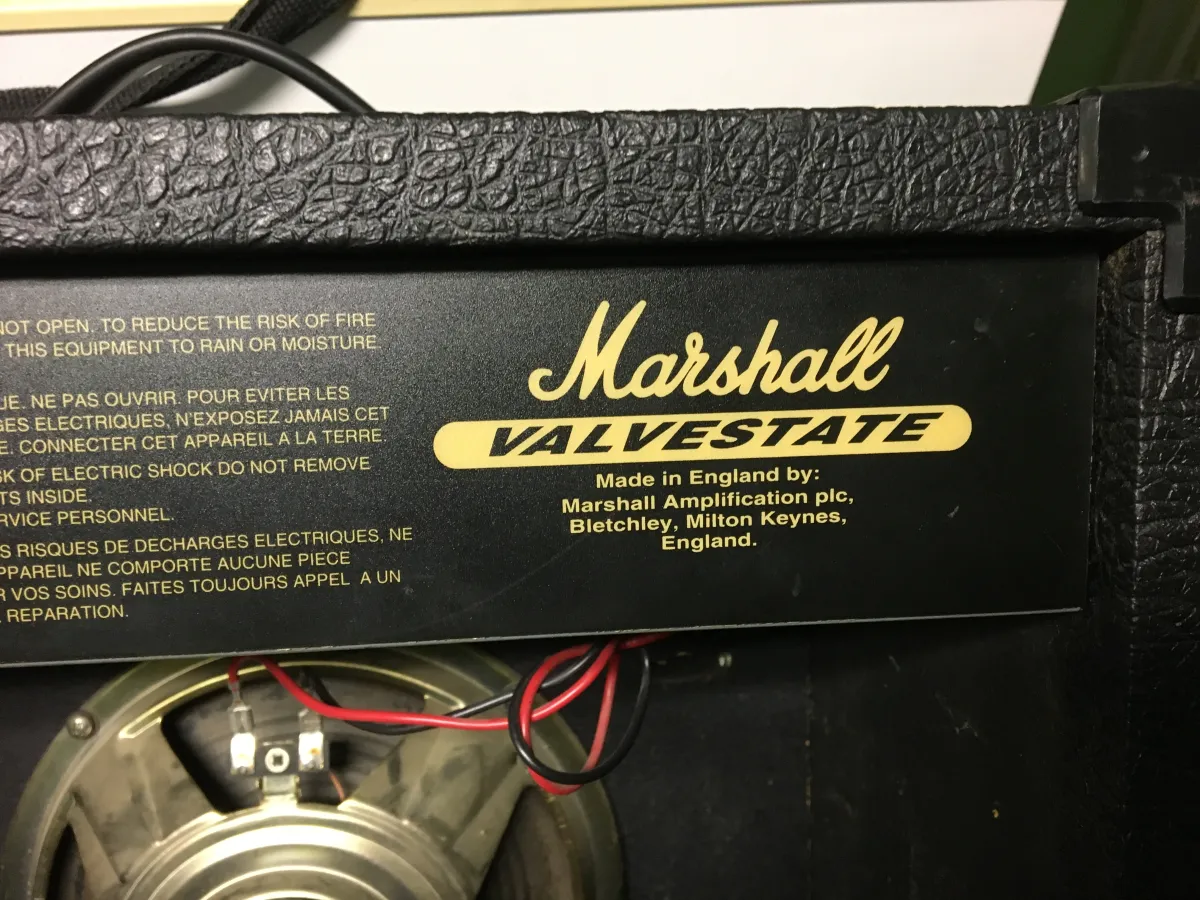 NOT OPEN. TO REDUCE THE RISK OF FIRE
THIS EQUIPMENT TO RAIN OR MOISTURE.
UE. NE PAS OUVRIR. POUR EVITER LES
GES ELECTRIQUES, N'EXPOSEZ JAMAIS CET
E. CONNECTER CET APPAREIL A LA TERRE.
SK OF ELECTRIC SHOCK DO NOT REMOVE
TS INSIDE.
RVICE PERSONNEL.
S RISQUES DE DECHARGES ELECTRIQUES, NE
PPAREIL NE COMPORTE AUCUNE PIECE
R VOS SOINS. FAITES TOUJOURS APPEL A UN
REPARATION.
Marshall
VALVESTATE
Made in England by:
Marshall Amplification plc,
Bletchley, Milton Keynes,
England.